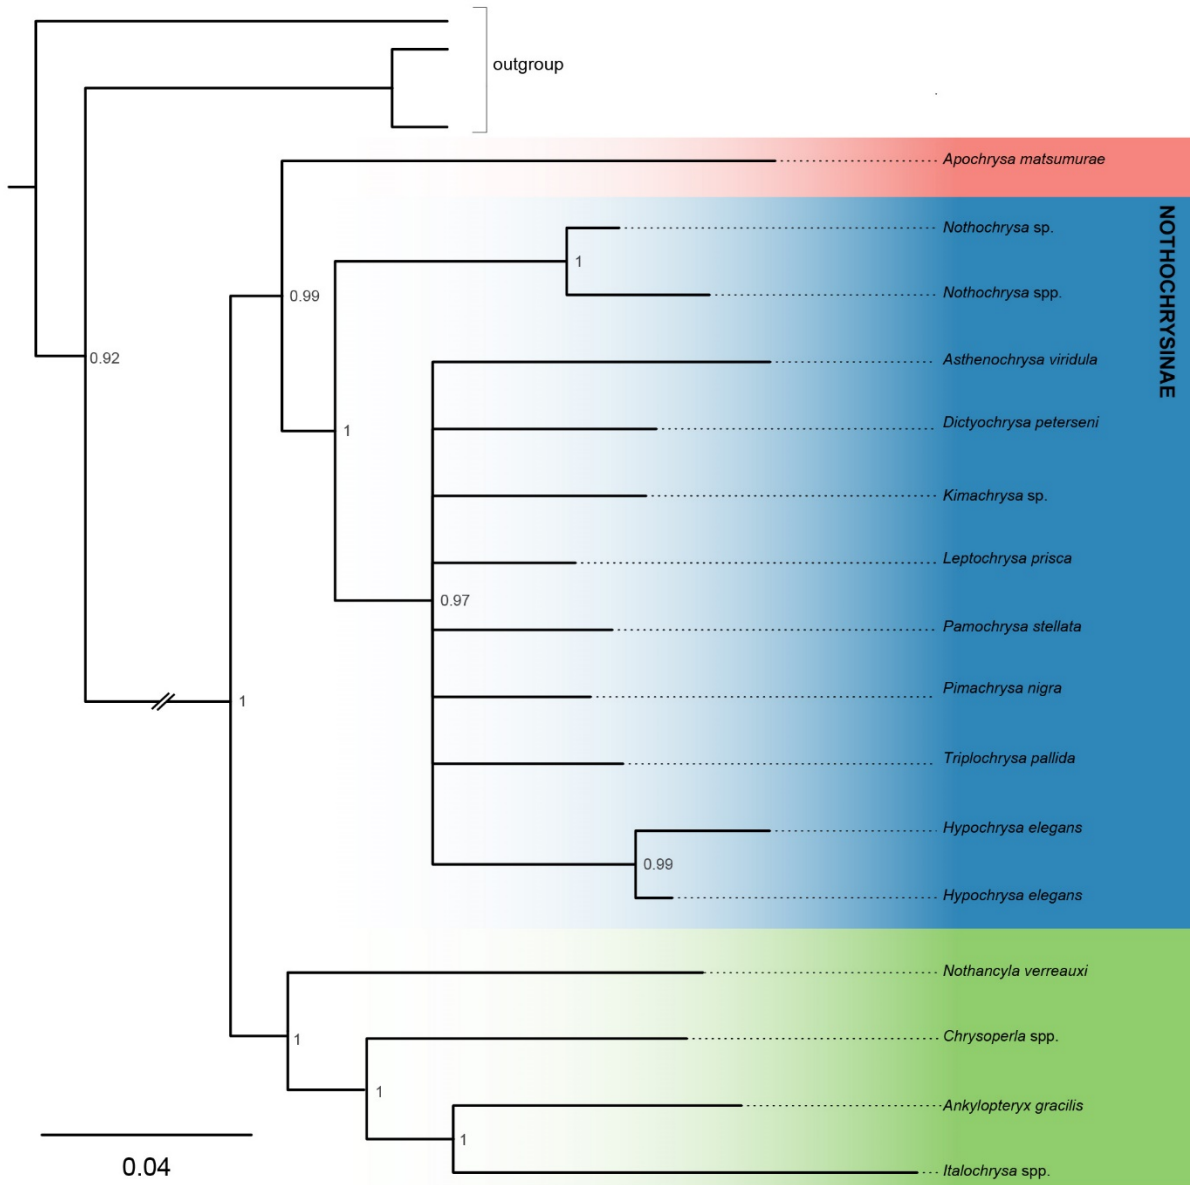 outgroup
Apochrysa matsumurae
NOTHOCHRYSINAE
Nothochrysa sp.
1
Nothochrysa spp.
0.99
0.92
Asthenochrysa viridula
Dictyochrysa peterseni
1
Kimachrysa sp.
Leptochrysa prisca
0.97
Pamochrysa stellata
Pimachrysa nigra
1
Triplochrysa pallida
Hypochrysa elegans
0.99
Hypochrysa elegans
Nothancyla verreauxi
1
Chrysoperla spp.
1
Ankylopteryx gracilis
1
0.04
Italochrysa spp.